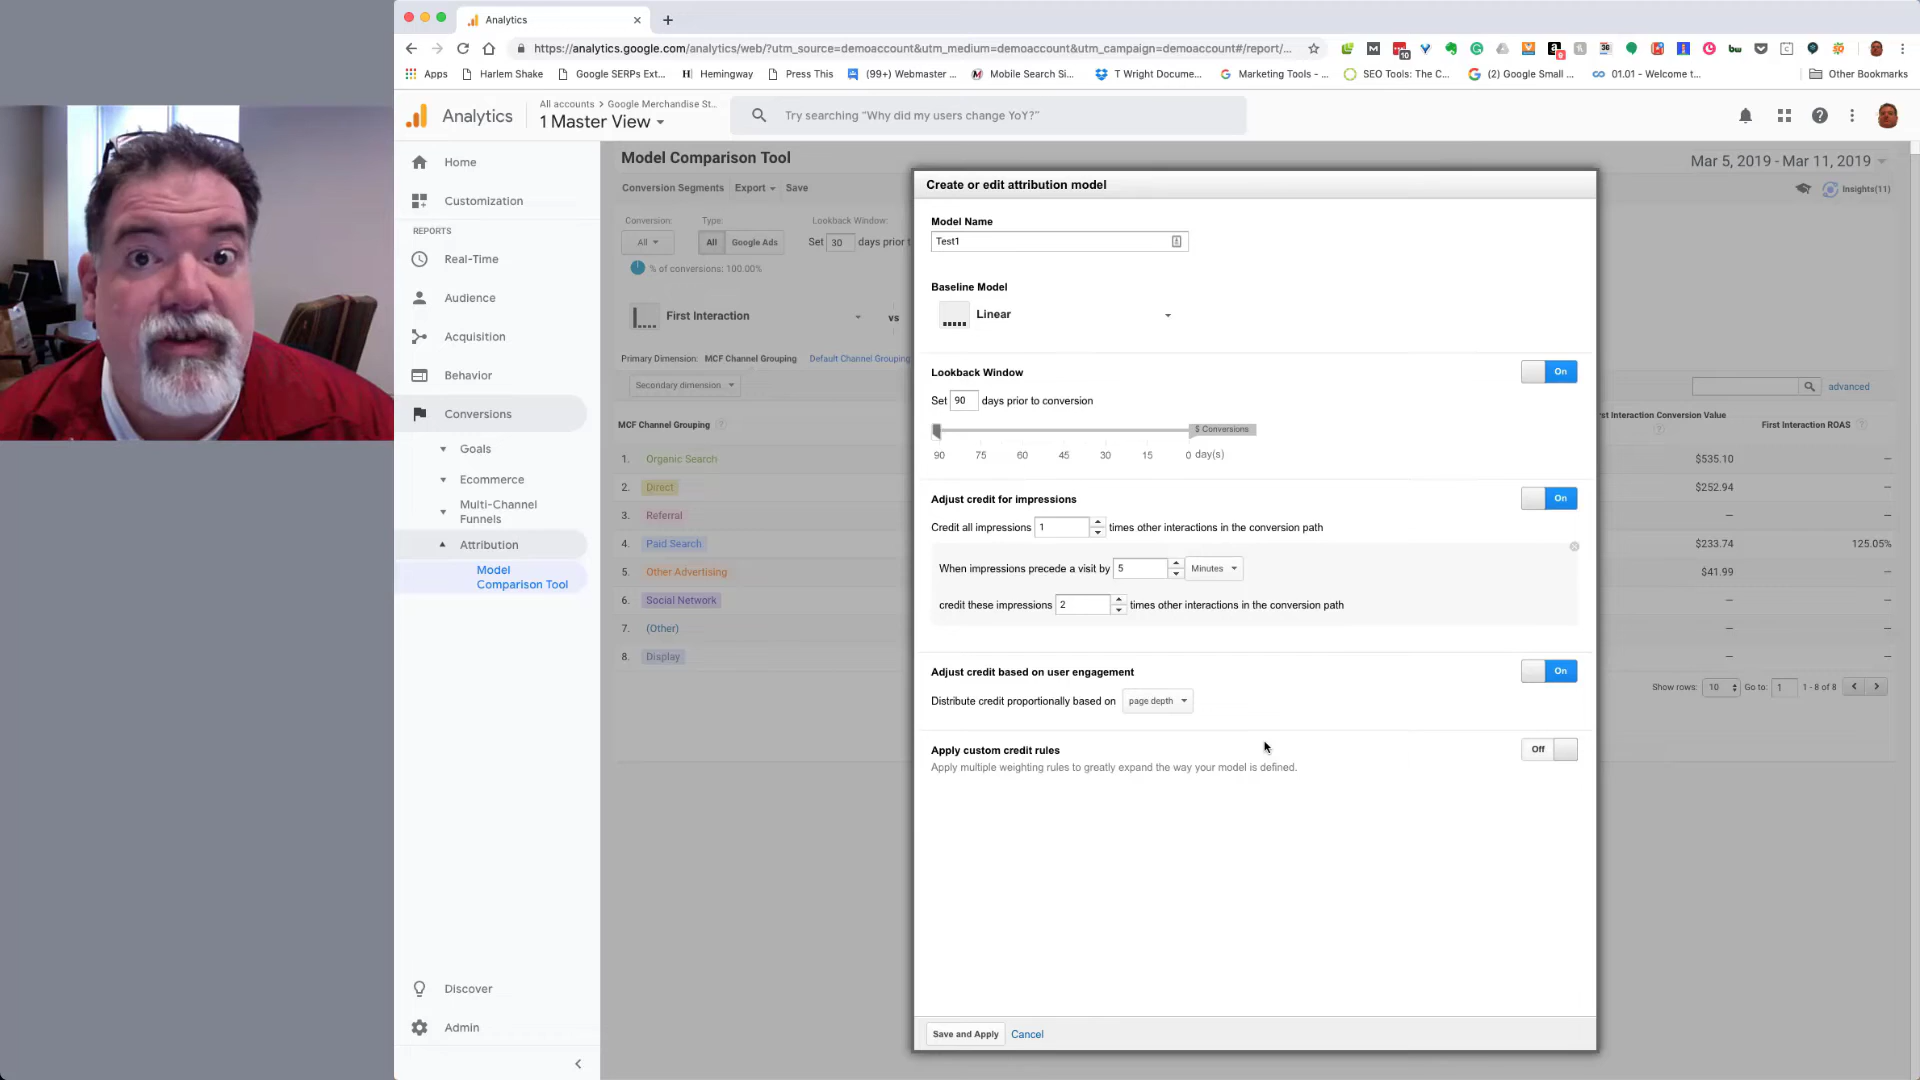 Analytics
https://analytics.google.com/analytics/web/?utm_source=demoaccount&utm_medium=demoaccount&utm_campaign=demoaccount#/report/...
Apps
Harlem Shake
Google SERPs Ext...
Hemingway
Press This
(99+) Webmaster ...
Mobile Search Si...
T Wright Docume...
Marketing Tools - ...
SEO Tools: The C...
(2) Google Small ...
01.01 - Welcome t...
Other Bookmarks
Analytics
All accounts > Google Merchandise St...
1 Master View
Try searching "Why did my users change YoY?"
Home
Customization
REPORTS
Real-Time
Audience
Acquisition
Behavior
Conversions
Goals
Ecommerce
Multi-Channel
Funnels
Attribution
Model
Comparison Tool
Discover
Admin
Model Comparison Tool
Mar 5, 2019 - Mar 11, 2019
Conversion Segments Export Save
Insights(11)
Conversion: Type: Lookback Window:
All All Google Ads Set 30 days prior t
% of conversions: 100.00%
First Interaction vs
Primary Dimension: MCF Channel Grouping Default Channel Grouping
Secondary dimension
advanced
MCF Channel Grouping
st Interaction Conversion Value
First Interaction ROAS
1. Organic Search $535.10 —
2. Direct $252.94 —
3. Referral — —
4. Paid Search $233.74 125.05%
5. Other Advertising $41.99 —
6. Social Network — —
7. (Other) — —
8. Display — —
Show rows: 10 Go to: 1 1 - 8 of 8
Create or edit attribution model
Model Name
Test1
Baseline Model
Linear
Lookback Window
On
Set 90 days prior to conversion
$ Conversions
90 75 60 45 30 15 0 day(s)
Adjust credit for impressions
On
Credit all impressions 1 times other interactions in the conversion path
When impressions precede a visit by 5 Minutes
credit these impressions 2 times other interactions in the conversion path
Adjust credit based on user engagement
On
Distribute credit proportionally based on page depth
Apply custom credit rules
Off
Apply multiple weighting rules to greatly expand the way your model is defined.
Save and Apply Cancel